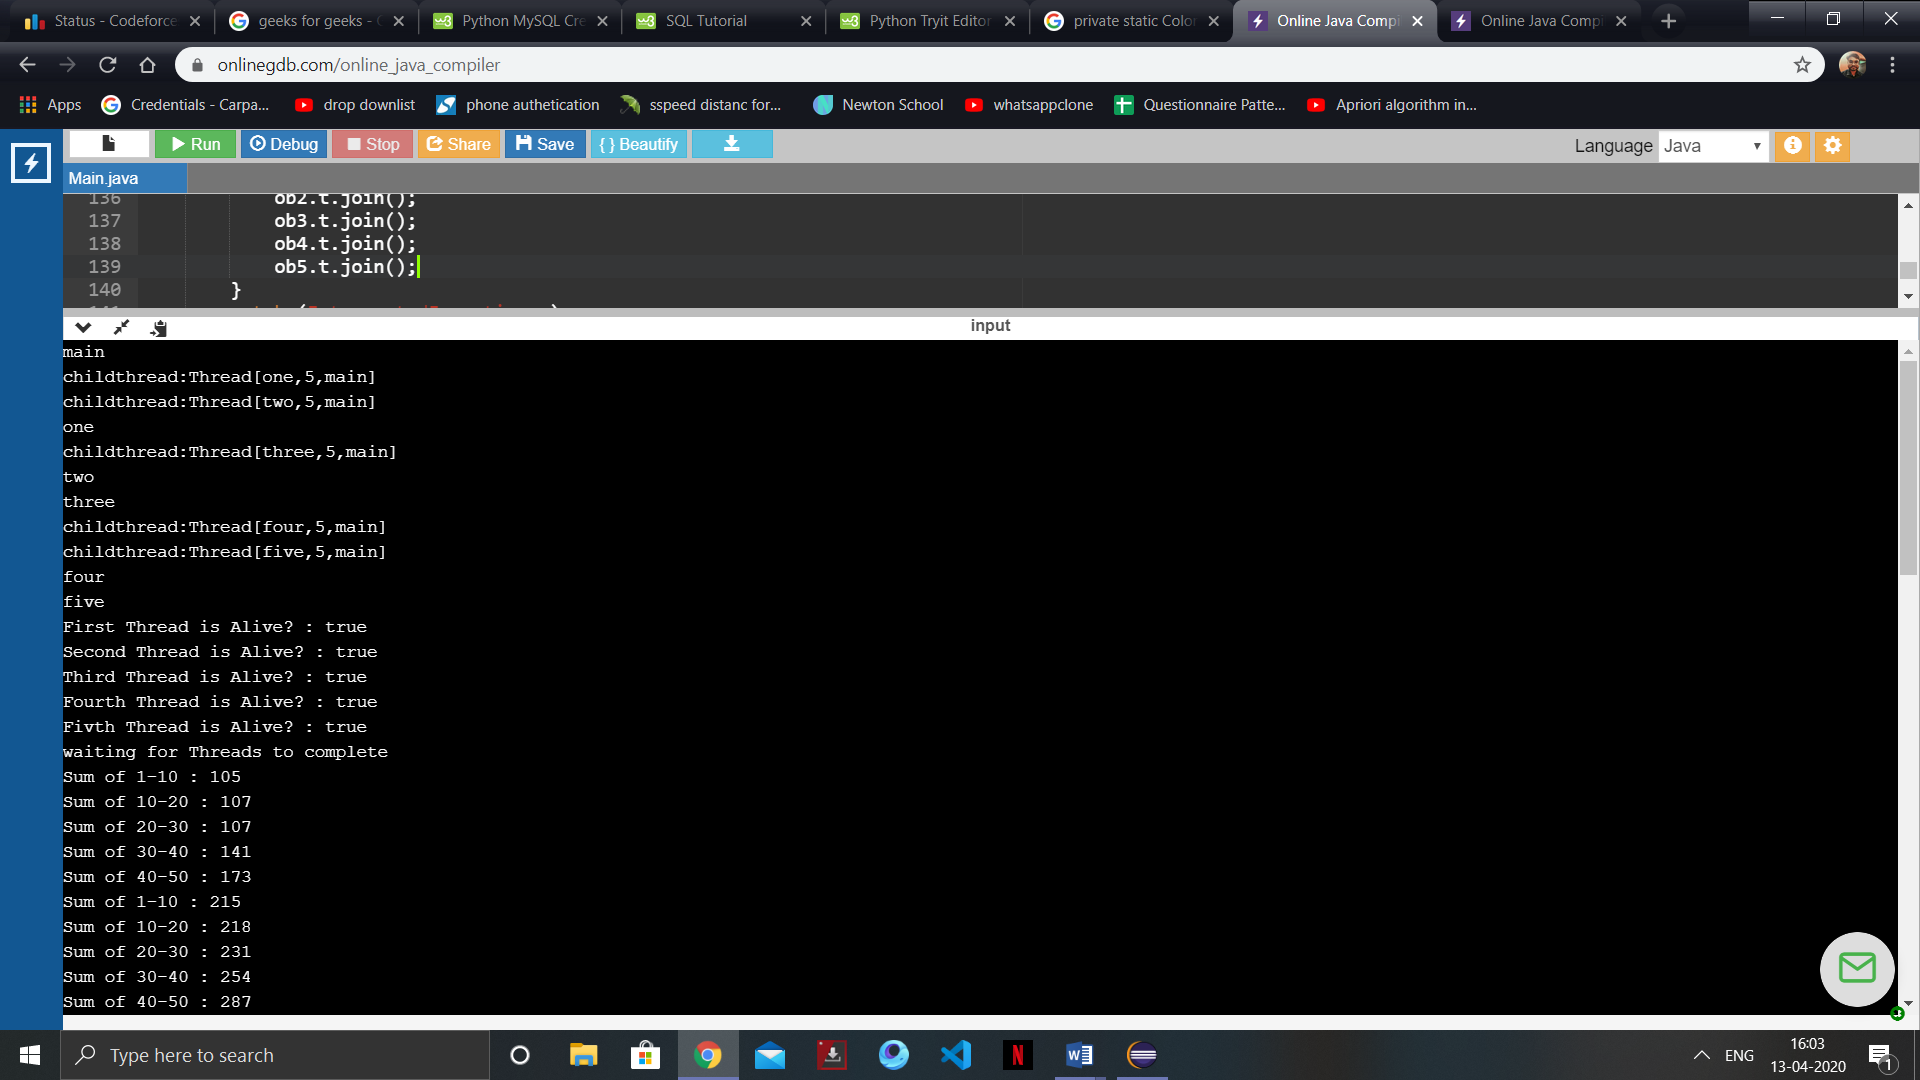 Status - Codeforce
geeks for geeks -
Python MySQL Cre
SQL Tutorial
Python Tryit Editor
private static Color
Online Java Compi
Online Java Compi
onlinegdb.com/online_java_compiler
Apps
Credentials - Carpa...
drop downlist
phone authetication
sspeed distanc for...
Newton School
whatsappclone
Questionnaire Patte...
Apriori algorithm in...
Run
Debug
Stop
Share
Save
{ } Beautify
Language Java
Main.java
136 ob2.t.join();
137 ob3.t.join();
138 ob4.t.join();
139 ob5.t.join();
140 }
input
main
childthread:Thread[one,5,main]
childthread:Thread[two,5,main]
one
childthread:Thread[three,5,main]
two
three
childthread:Thread[four,5,main]
childthread:Thread[five,5,main]
four
five
First Thread is Alive? : true
Second Thread is Alive? : true
Third Thread is Alive? : true
Fourth Thread is Alive? : true
Fivth Thread is Alive? : true
waiting for Threads to complete
Sum of 1-10 : 105
Sum of 10-20 : 107
Sum of 20-30 : 107
Sum of 30-40 : 141
Sum of 40-50 : 173
Sum of 1-10 : 215
Sum of 10-20 : 218
Sum of 20-30 : 231
Sum of 30-40 : 254
Sum of 40-50 : 287
Type here to search
ENG
16:03
13-04-2020
1